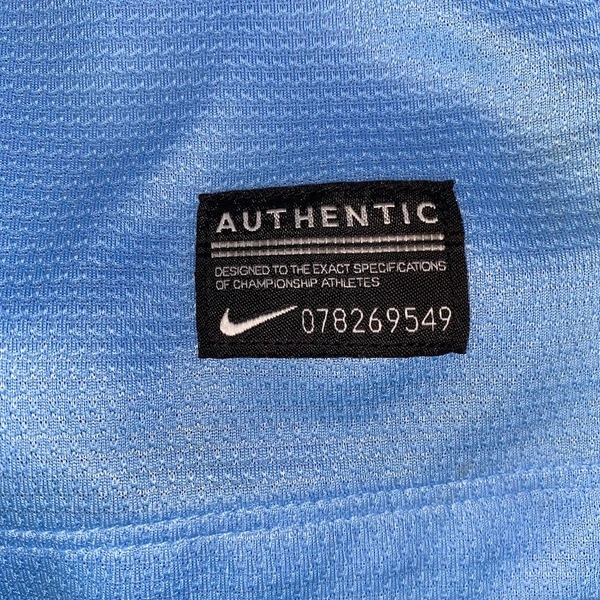 AUTHENTIC
DESIGNED TO THE EXACT SPECIFICATIONS
OF CHAMPIONSHIP ATHLETES
078269549